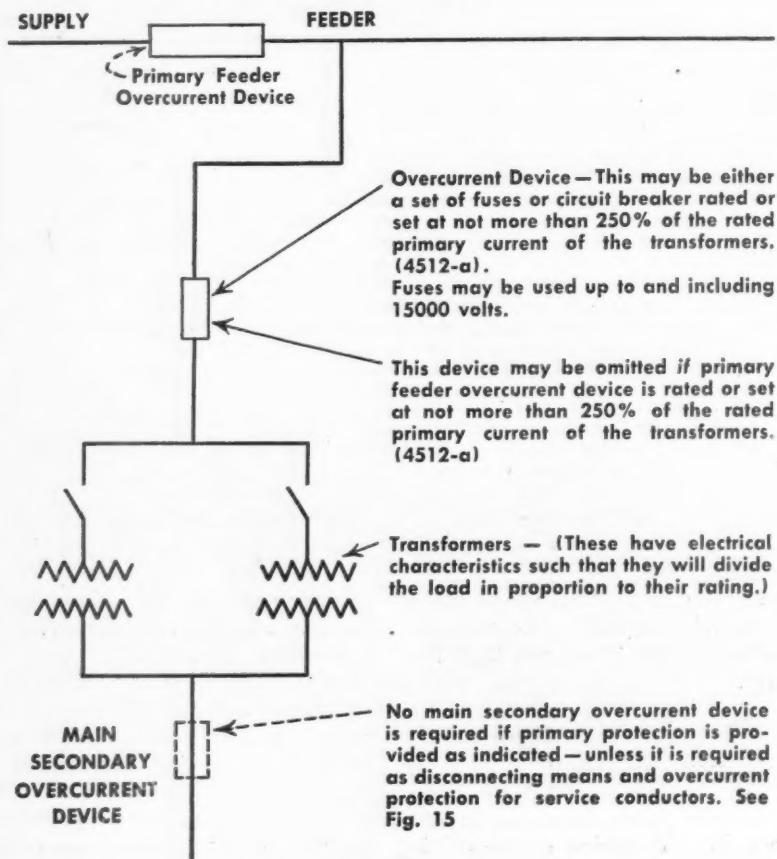 SUPPLY
FEEDER
Primary Feeder
Overcurrent Device
Overcurrent Device — This may be either
a set of fuses or circuit breaker rated or
set at not more than 250% of the rated
primary current of the transformers.
(4512-a).
Fuses may be used up to and including
15000 volts.
This device may be omitted if primary
feeder overcurrent device is rated or set
at not more than 250% of the rated
primary current of the transformers.
(4512-a)
Transformers — (These have electrical
characteristics such that they will divide
the load in proportion to their rating.)
No main secondary overcurrent device
is required if primary protection is pro-
vided as indicated — unless it is required
as disconnecting means and overcurrent
protection for service conductors. See
Fig. 15
MAIN
SECONDARY
OVERCURRENT
DEVICE